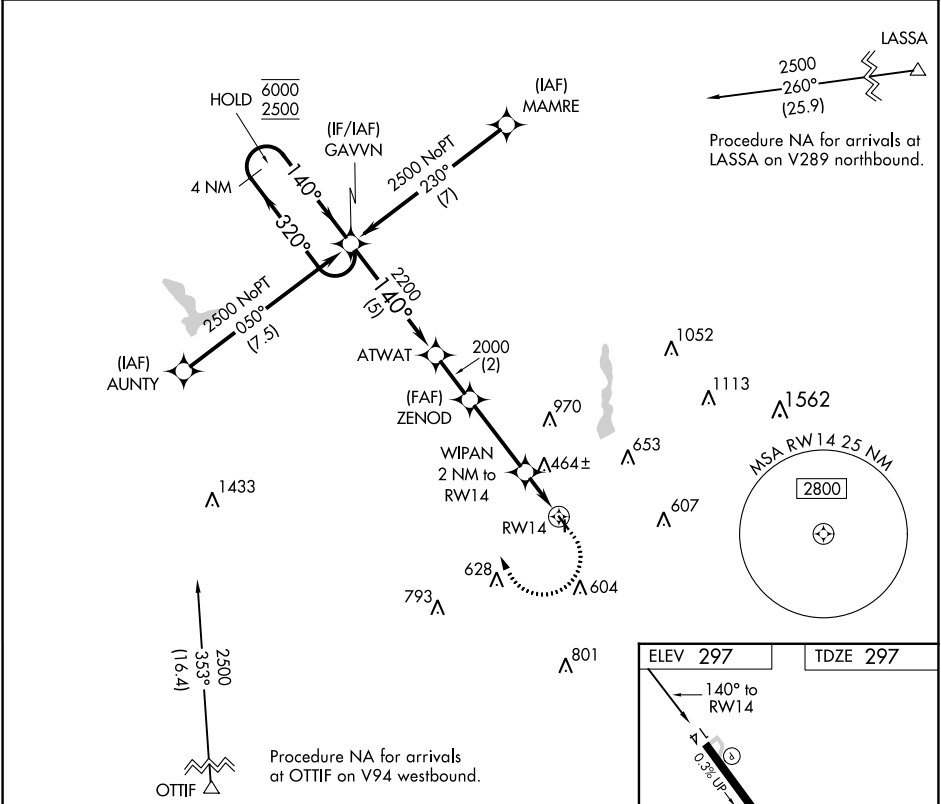 LASSA
2500
260°
(25.9)
Procedure NA for arrivals at
LASSA on V289 northbound.
HOLD
6000
2500
(IF/IAF)
GAVVN
(IAF)
MAMRE
4 NM
140°
320°
2500 NoPT
230°
(7)
2500 NoPT
050°
(7.5)
(IAF)
AUNTY
2200
140°
(5)
ATWAT
2000
(2)
(FAF)
ZENOD
1052
1113
1562
970
653
464±
WIPAN
2 NM to
RW14
RW14
607
MSA RW14 25 NM
2800
1433
628
604
793
801
2500
353°
(16.4)
OTTIF
Procedure NA for arrivals
at OTTIF on V94 westbound.
ELEV 297
TDZE 297
140° to
RW14
14
P
0.3% UP